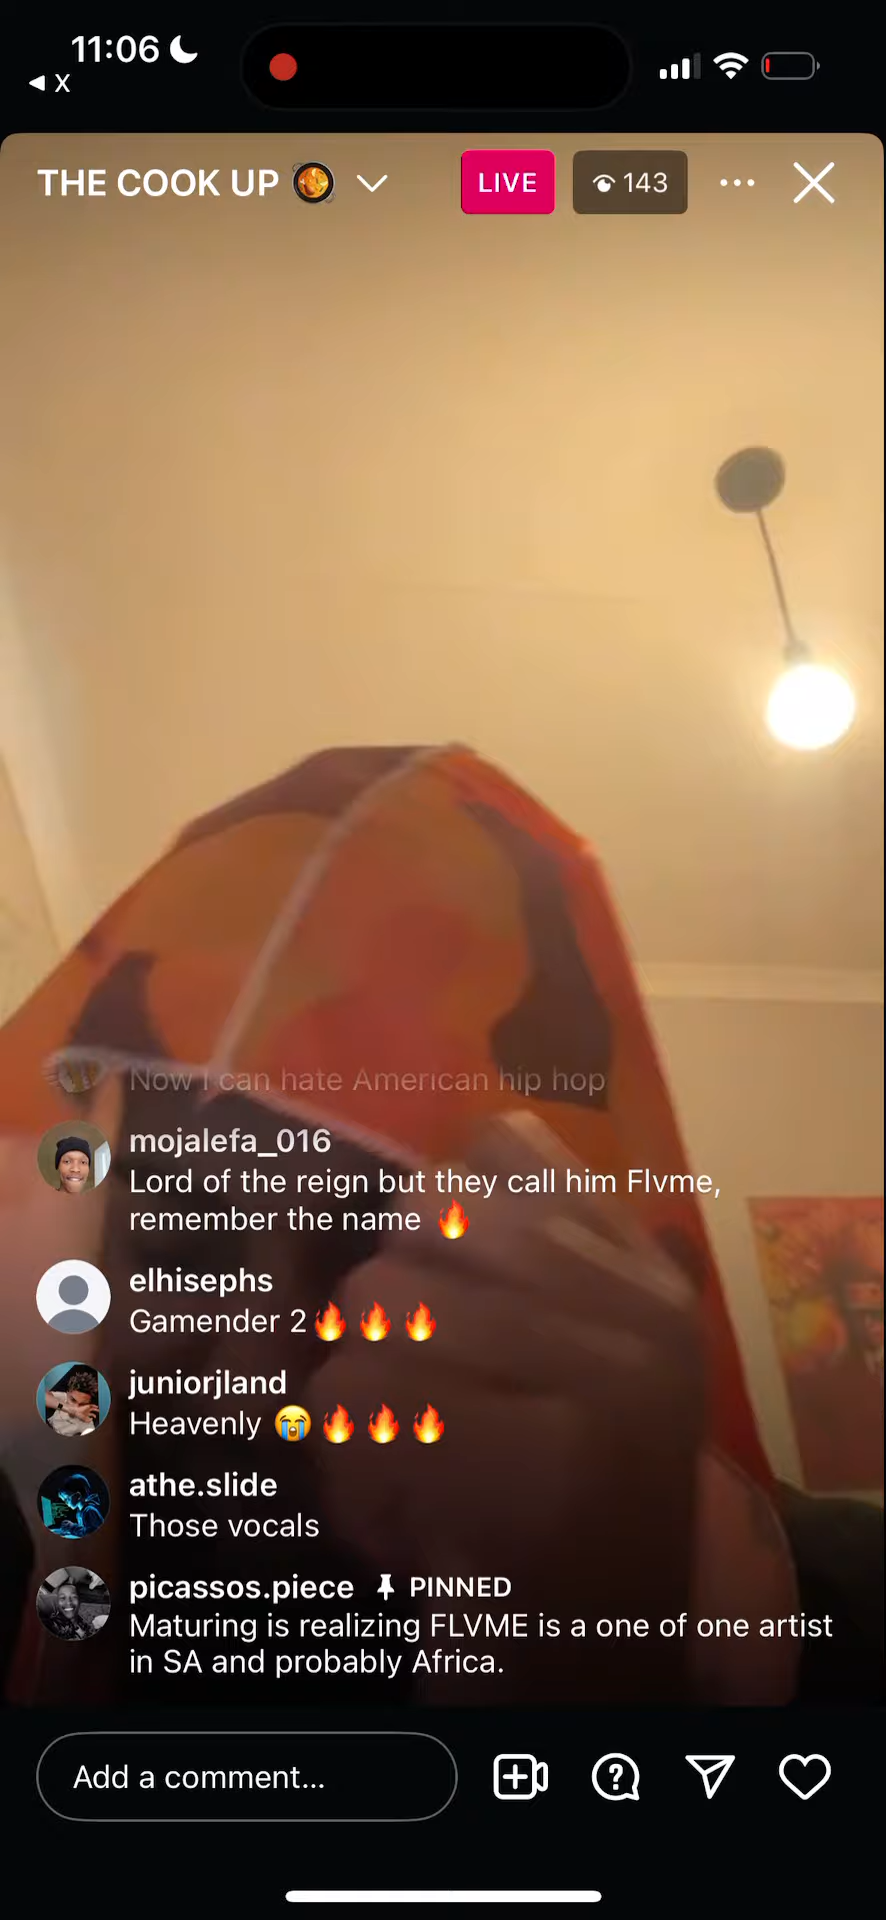 11:06
X
THE COOK UP
LIVE
143
Now I can hate American hip hop
mojalefa_016
Lord of the reign but they call him Flvme,
remember the name 🔥
elhisephs
Gamender 2🔥🔥🔥
juniorjland
Heavenly 😭🔥🔥🔥
athe.slide
Those vocals
picassos.piece PINNED
Maturing is realizing FLVME is a one of one artist
in SA and probably Africa.
Add a comment...